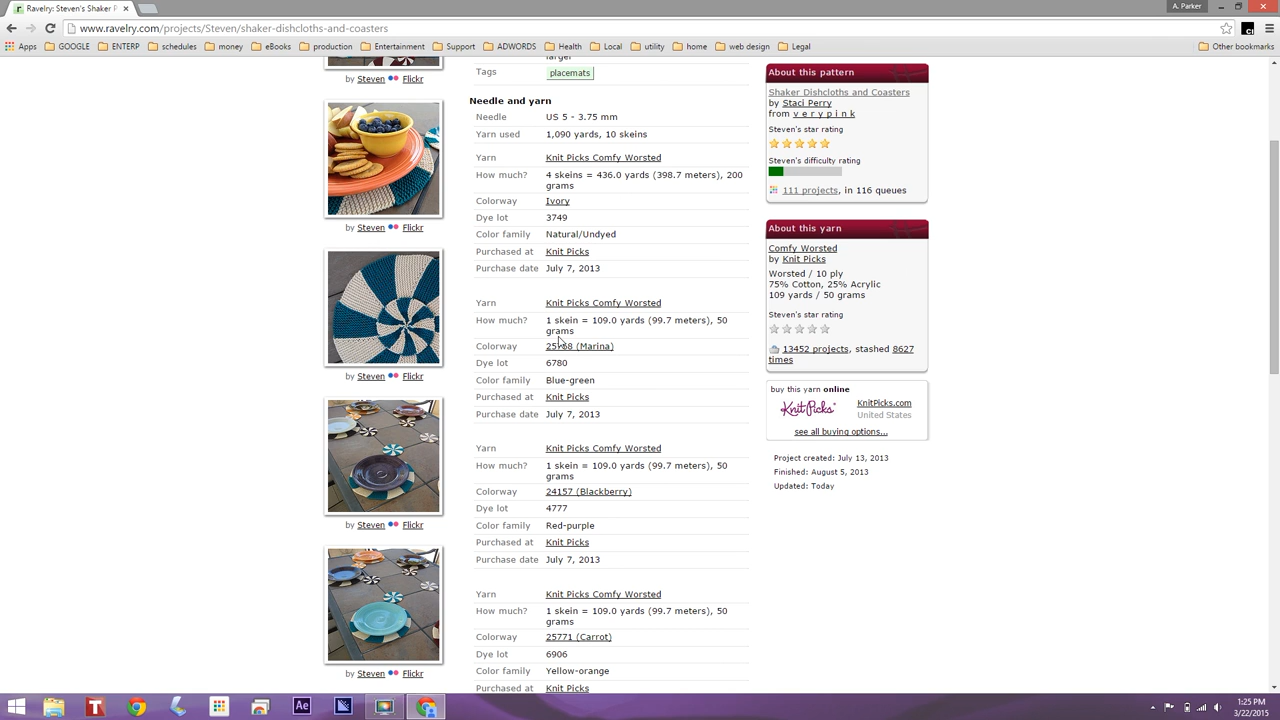 Ravelry: Steven's Shaker P
A. Parker
www.ravelry.com/projects/Steven/shaker-dishcloths-and-coasters
Apps GOOGLE ENTERP schedules money eBooks production Entertainment Support ADWORDS Health Local utility home web design Legal Other bookmarks
by Steven Flickr
by Steven Flickr
by Steven Flickr
by Steven Flickr
by Steven Flickr
larger
Tags placemats
Needle and yarn
Needle US 5 - 3.75 mm
Yarn used 1,090 yards, 10 skeins
Yarn Knit Picks Comfy Worsted
How much? 4 skeins = 436.0 yards (398.7 meters), 200
grams
Colorway Ivory
Dye lot 3749
Color family Natural/Undyed
Purchased at Knit Picks
Purchase date July 7, 2013
Yarn Knit Picks Comfy Worsted
How much? 1 skein = 109.0 yards (99.7 meters), 50
grams
Colorway (Marina)
Dye lot 6780
Color family Blue-green
Purchased at Knit Picks
Purchase date July 7, 2013
Yarn Knit Picks Comfy Worsted
How much? 1 skein = 109.0 yards (99.7 meters), 50
grams
Colorway 24157 (Blackberry)
Dye lot 4777
Color family Red-purple
Purchased at Knit Picks
Purchase date July 7, 2013
Yarn Knit Picks Comfy Worsted
How much? 1 skein = 109.0 yards (99.7 meters), 50
grams
Colorway 25771 (Carrot)
Dye lot 6906
Color family Yellow-orange
Purchased at Knit Picks
About this pattern
Shaker Dishcloths and Coasters
by Staci Perry
from v e r y p i n k
Steven's star rating
Steven's difficulty rating
111 projects, in 116 queues
About this yarn
Comfy Worsted
by Knit Picks
Worsted / 10 ply
75% Cotton, 25% Acrylic
109 yards / 50 grams
Steven's star rating
13452 projects, stashed 8627
times
buy this yarn online
KnitPicks KnitPicks.com
United States
see all buying options...
Project created: July 13, 2013
Finished: August 5, 2013
Updated: Today
T Ae
1:25 PM
3/22/2015